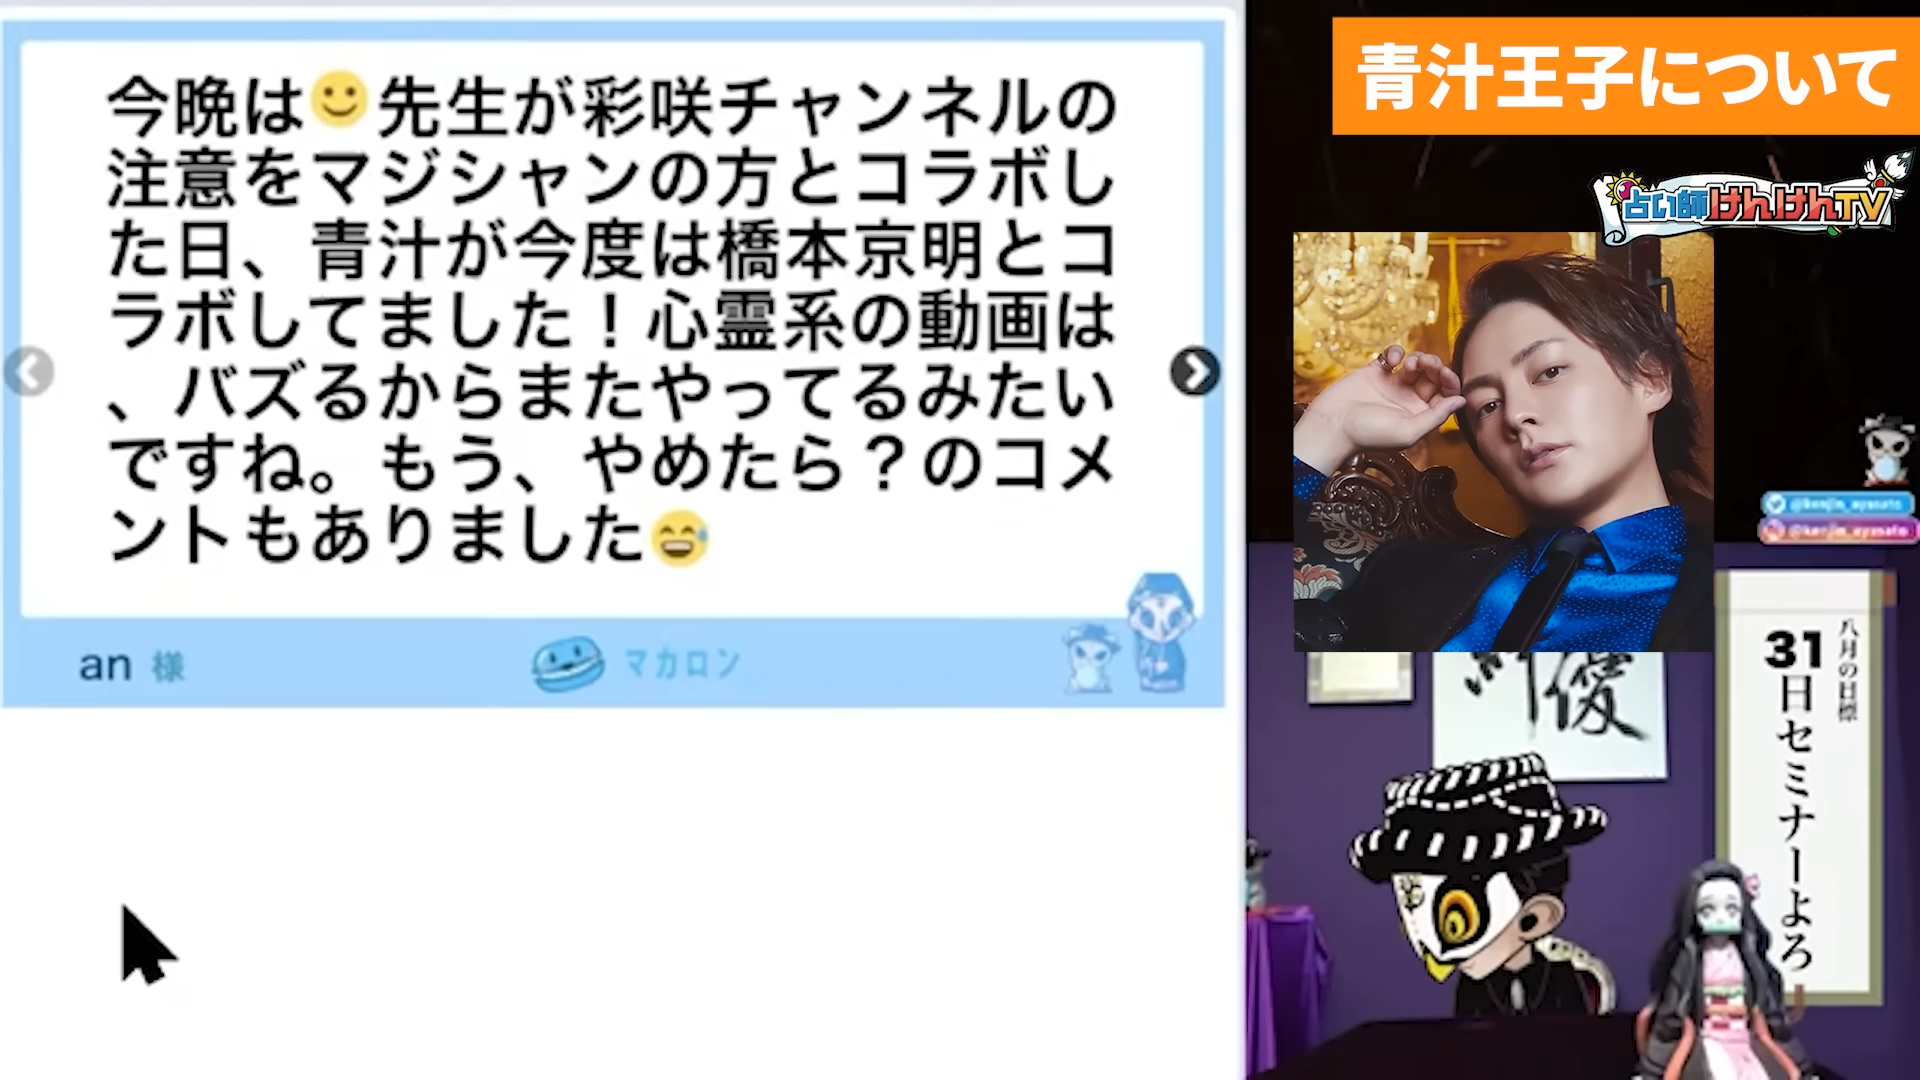 今晩は🙂先生が彩咲チャンネルの
注意をマジシャンの方とコラボし
た日、青汁が今度は橋本京明とコ
ラボしてました！心霊系の動画は
、バズるからまたやってるみたい
ですね。もう、やめたら？のコメ
ントもありました😅
an 様
マカロン
青汁王子について
占い師けんけんTV
@kenjin_ayasato
@kenjin_ayasato
優
八月の目標
31日セミナーよろ